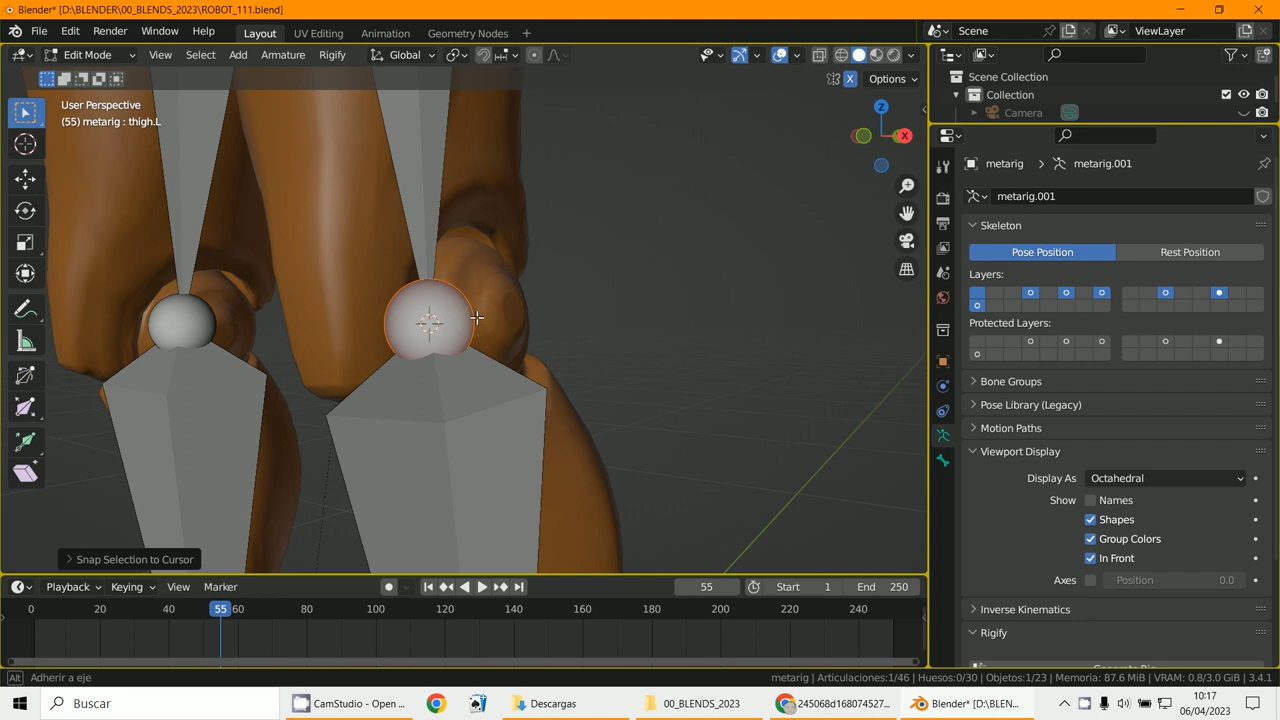 Blender* [D:\BLENDER\00_BLENDS_2023\ROBOT_111.blend]
File Edit Render Window Help Layout UV Editing Animation Geometry Nodes + Scene ViewLayer
Edit Mode View Select Add Armature Rigify Global
X Options
User Perspective
(55) metarig : thigh.L
Z
X
Scene Collection
Collection
Camera
metarig > metarig.001
metarig.001
Skeleton
Pose Position Rest Position
Layers:
Protected Layers:
Bone Groups
Pose Library (Legacy)
Motion Paths
Viewport Display
Display As Octahedral
Show Names
Shapes
Group Colors
In Front
Axes Position 0.0
Inverse Kinematics
Rigify
Snap Selection to Cursor
Playback Keying View Marker 55 Start 1 End 250
0 20 40 55 60 80 100 120 140 160 180 200 220 240
Alt Adherir a eje metarig | Articulaciones:1/46 | Huesos:0/30 | Objetos:1/23 | Memoria: 87.6 MiB | VRAM: 0.8/3.0 GiB | 3.4.1
Buscar CamStudio - Open ... Descargas 00_BLENDS_2023 245068d168074527... Blender* [D:\BLEN... 10:17
06/04/2023